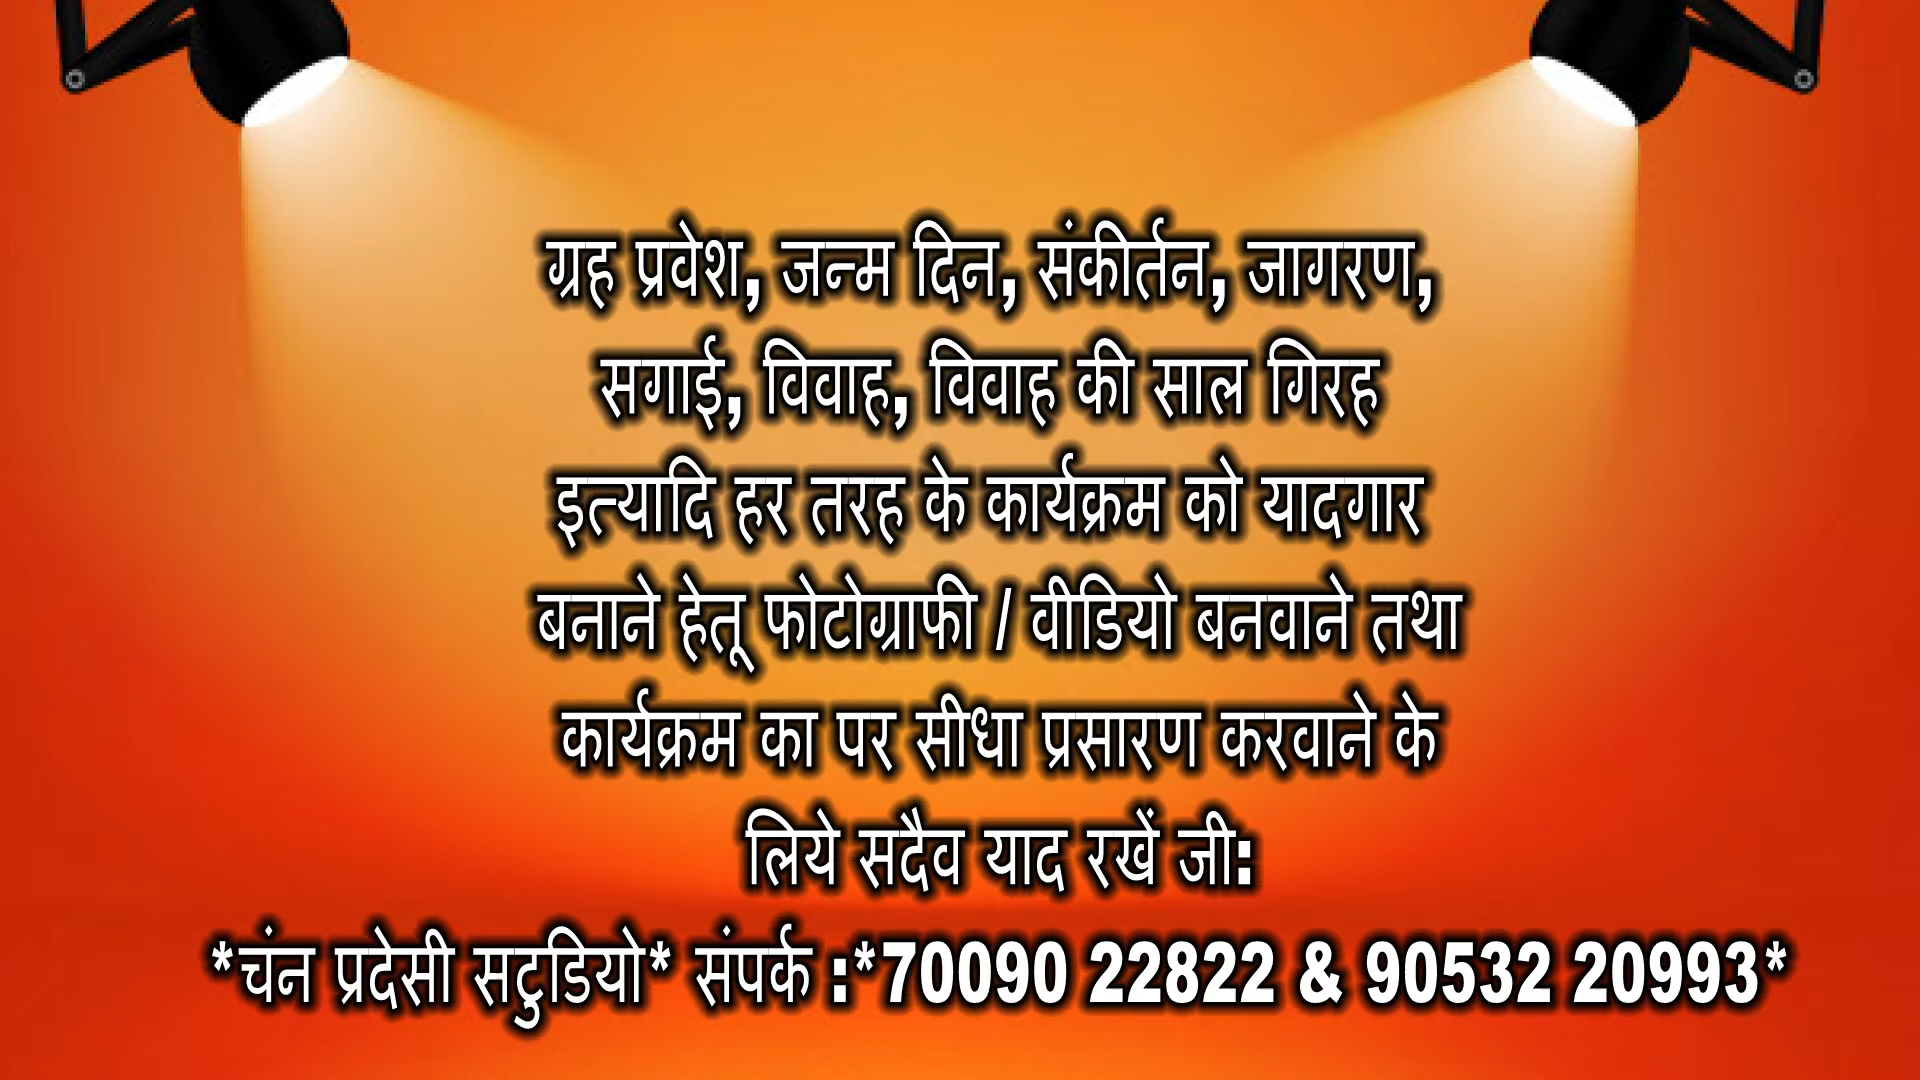 ग्रह प्रवेश, जन्म दिन, संकीर्तन, जागरण,
सगाई, विवाह, विवाह की साल गिरह
इत्यादि हर तरह के कार्यक्रम को यादगार
बनाने हेतू फोटोग्राफी / वीडियो बनवाने तथा
कार्यक्रम का पर सीधा प्रसारण करवाने के
लिये सदैव याद रखें जी:
*चंन प्रदेसी सटुडियो* संपर्क :*70090 22822 & 90532 20993*